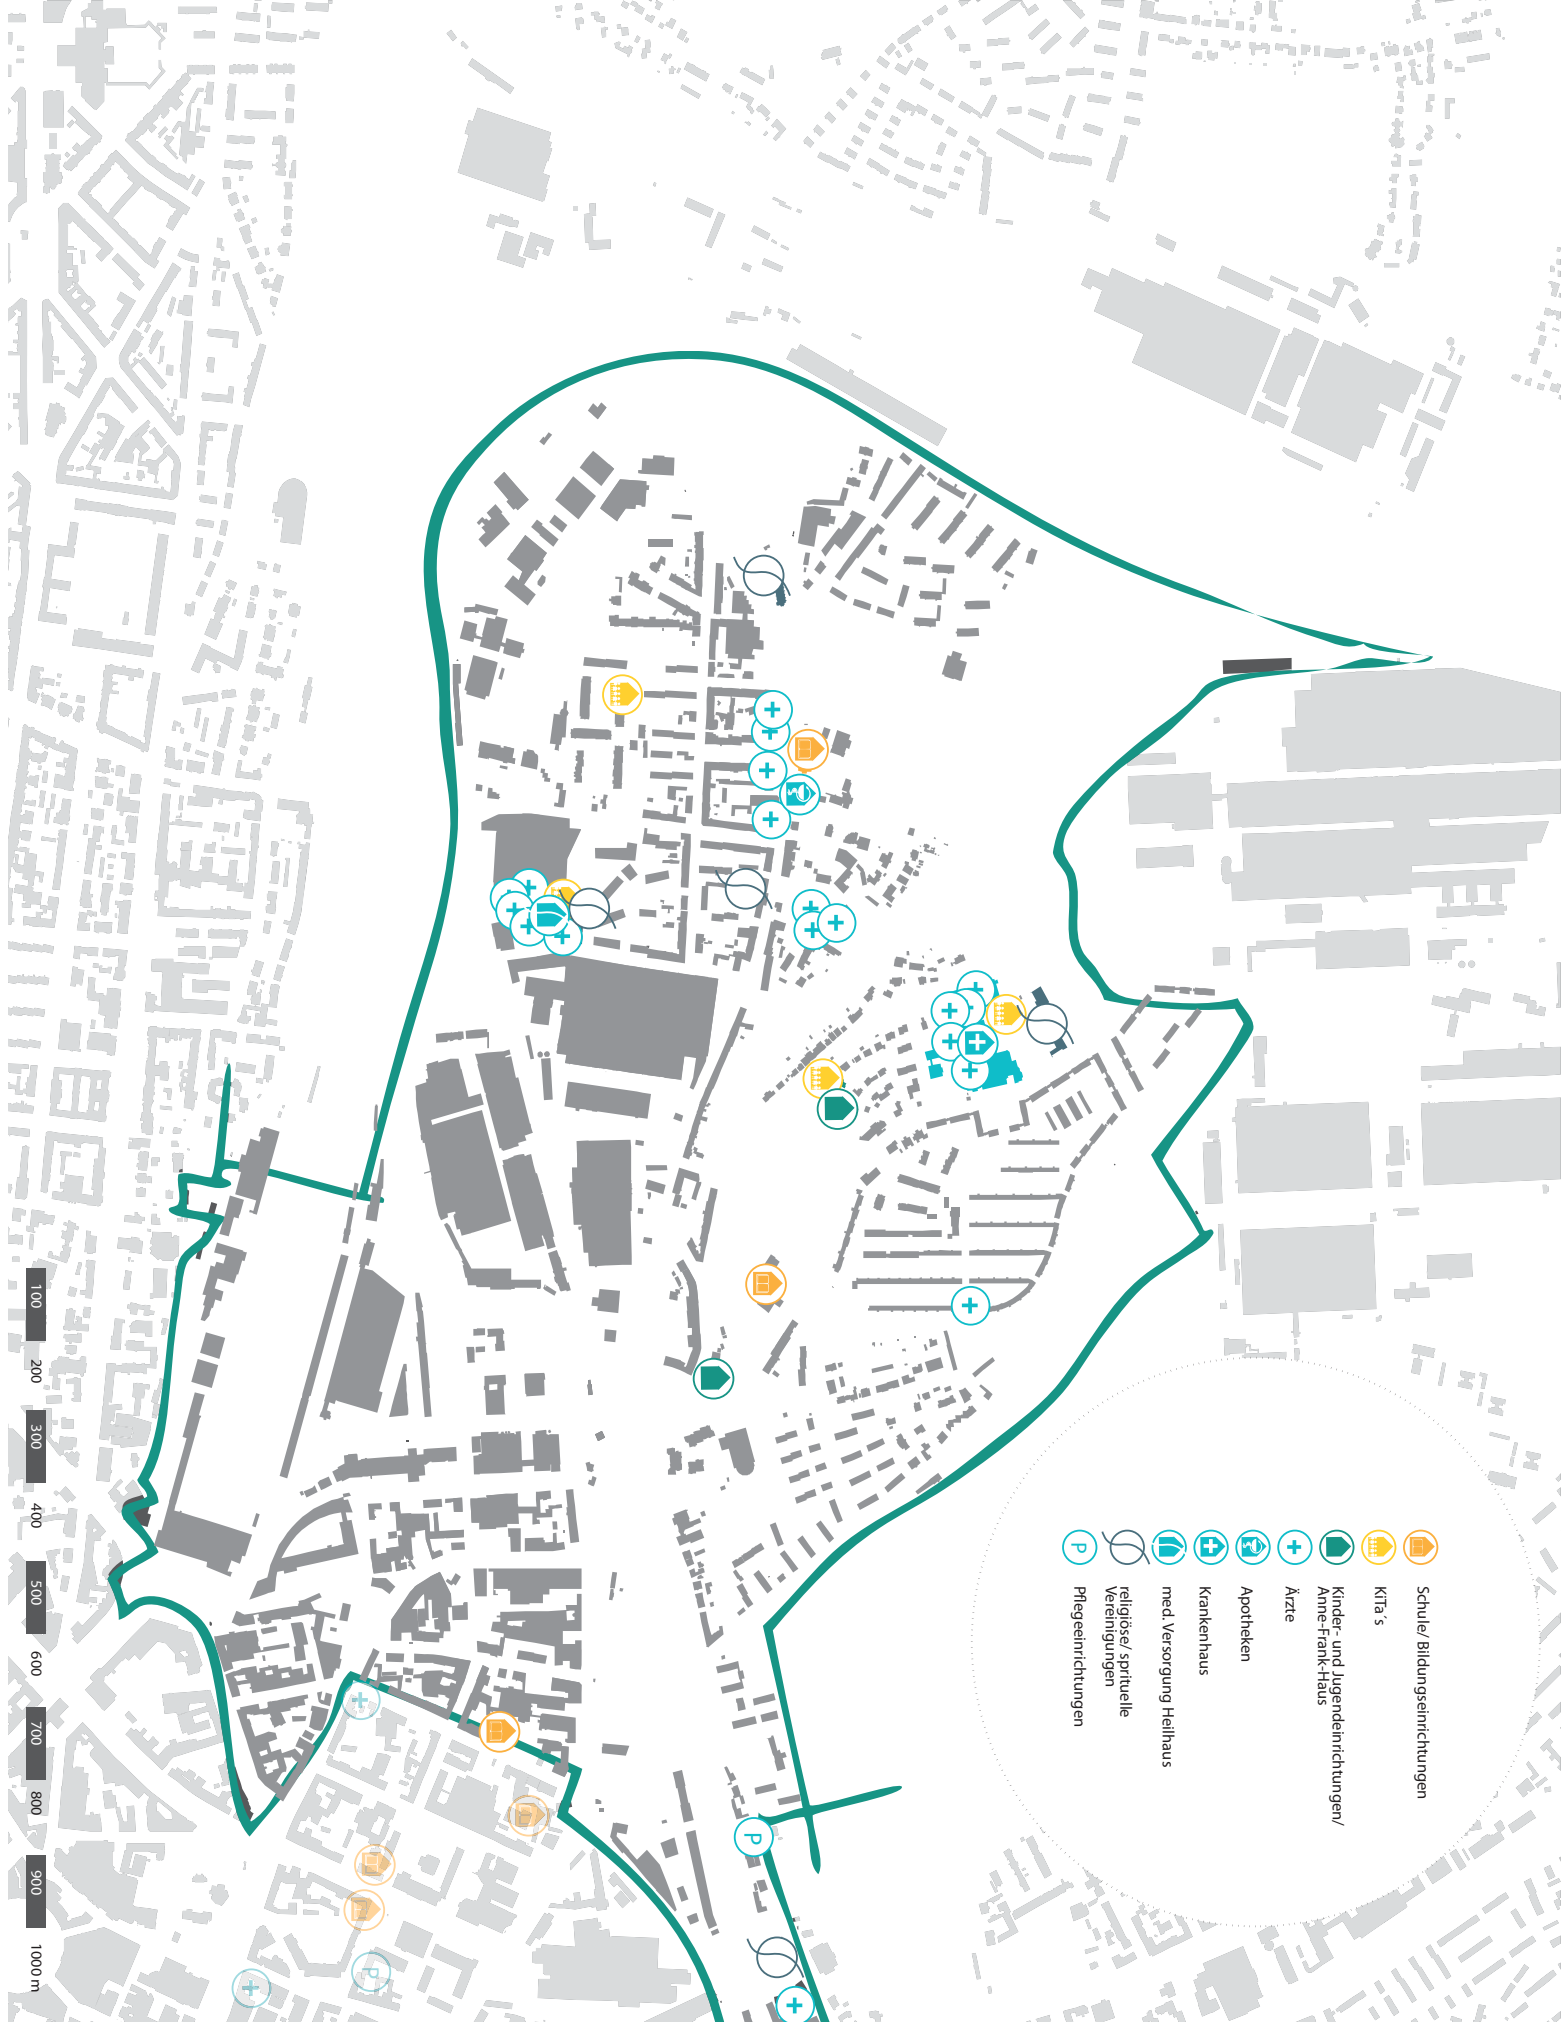 Schule/ Bildungseinrichtungen
KiTa´s
Kinder- und Jugendeinrichtungen/
Anne-Frank-Haus
Ärzte
Apotheken
Krankenhaus
med. Versorgung Heilhaus
religiöse/ sprituelle
Vereinigungen
P
Pflegeeinrichtungen
P
P
100
200
300
400
500
600
700
800
900
1000 m